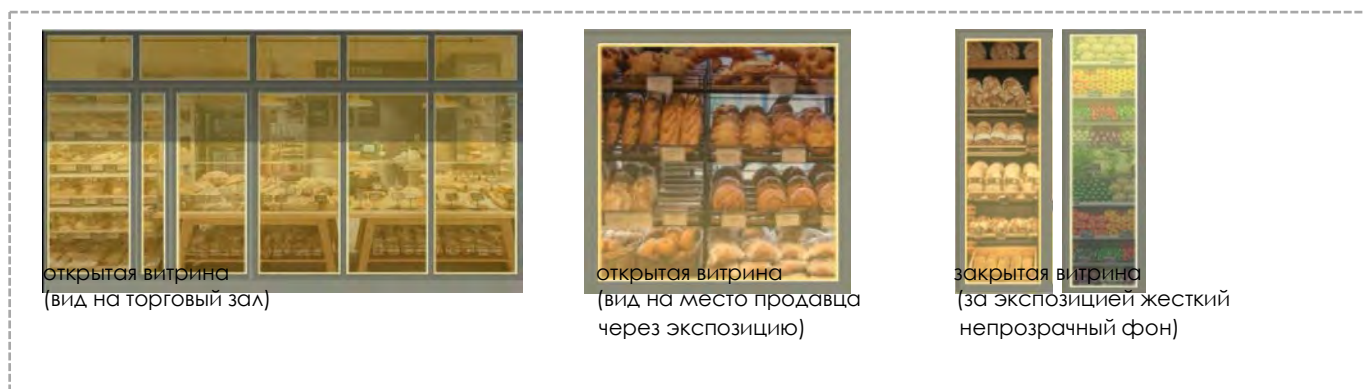 открытая витрина
(вид на торговый зал)
открытая витрина
(вид на место продавца
через экспозицию)
закрытая витрина
(за экспозицией жесткий
непрозрачный фон)